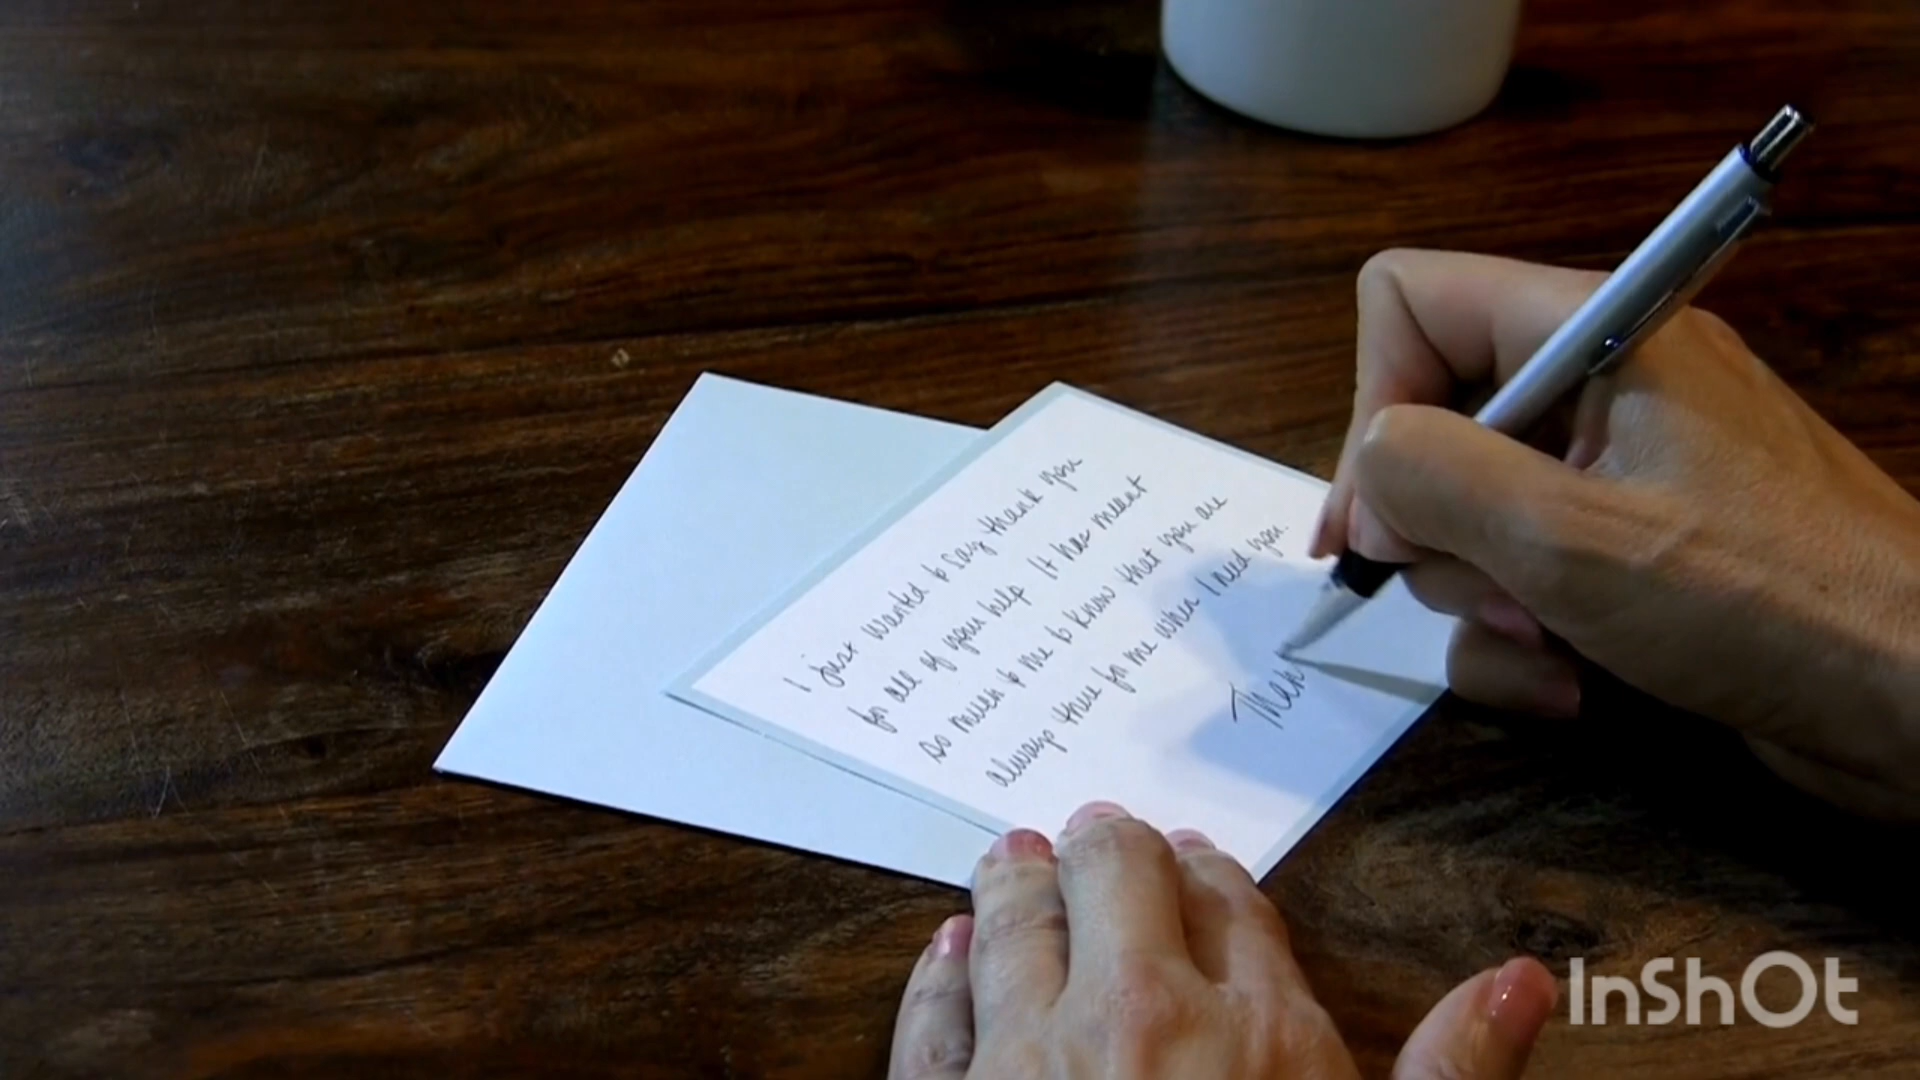 I just wanted to say thank you
for all of your help. It has meant
so much to me to know that you are
always there for me when I need you.
Thank
InShOt